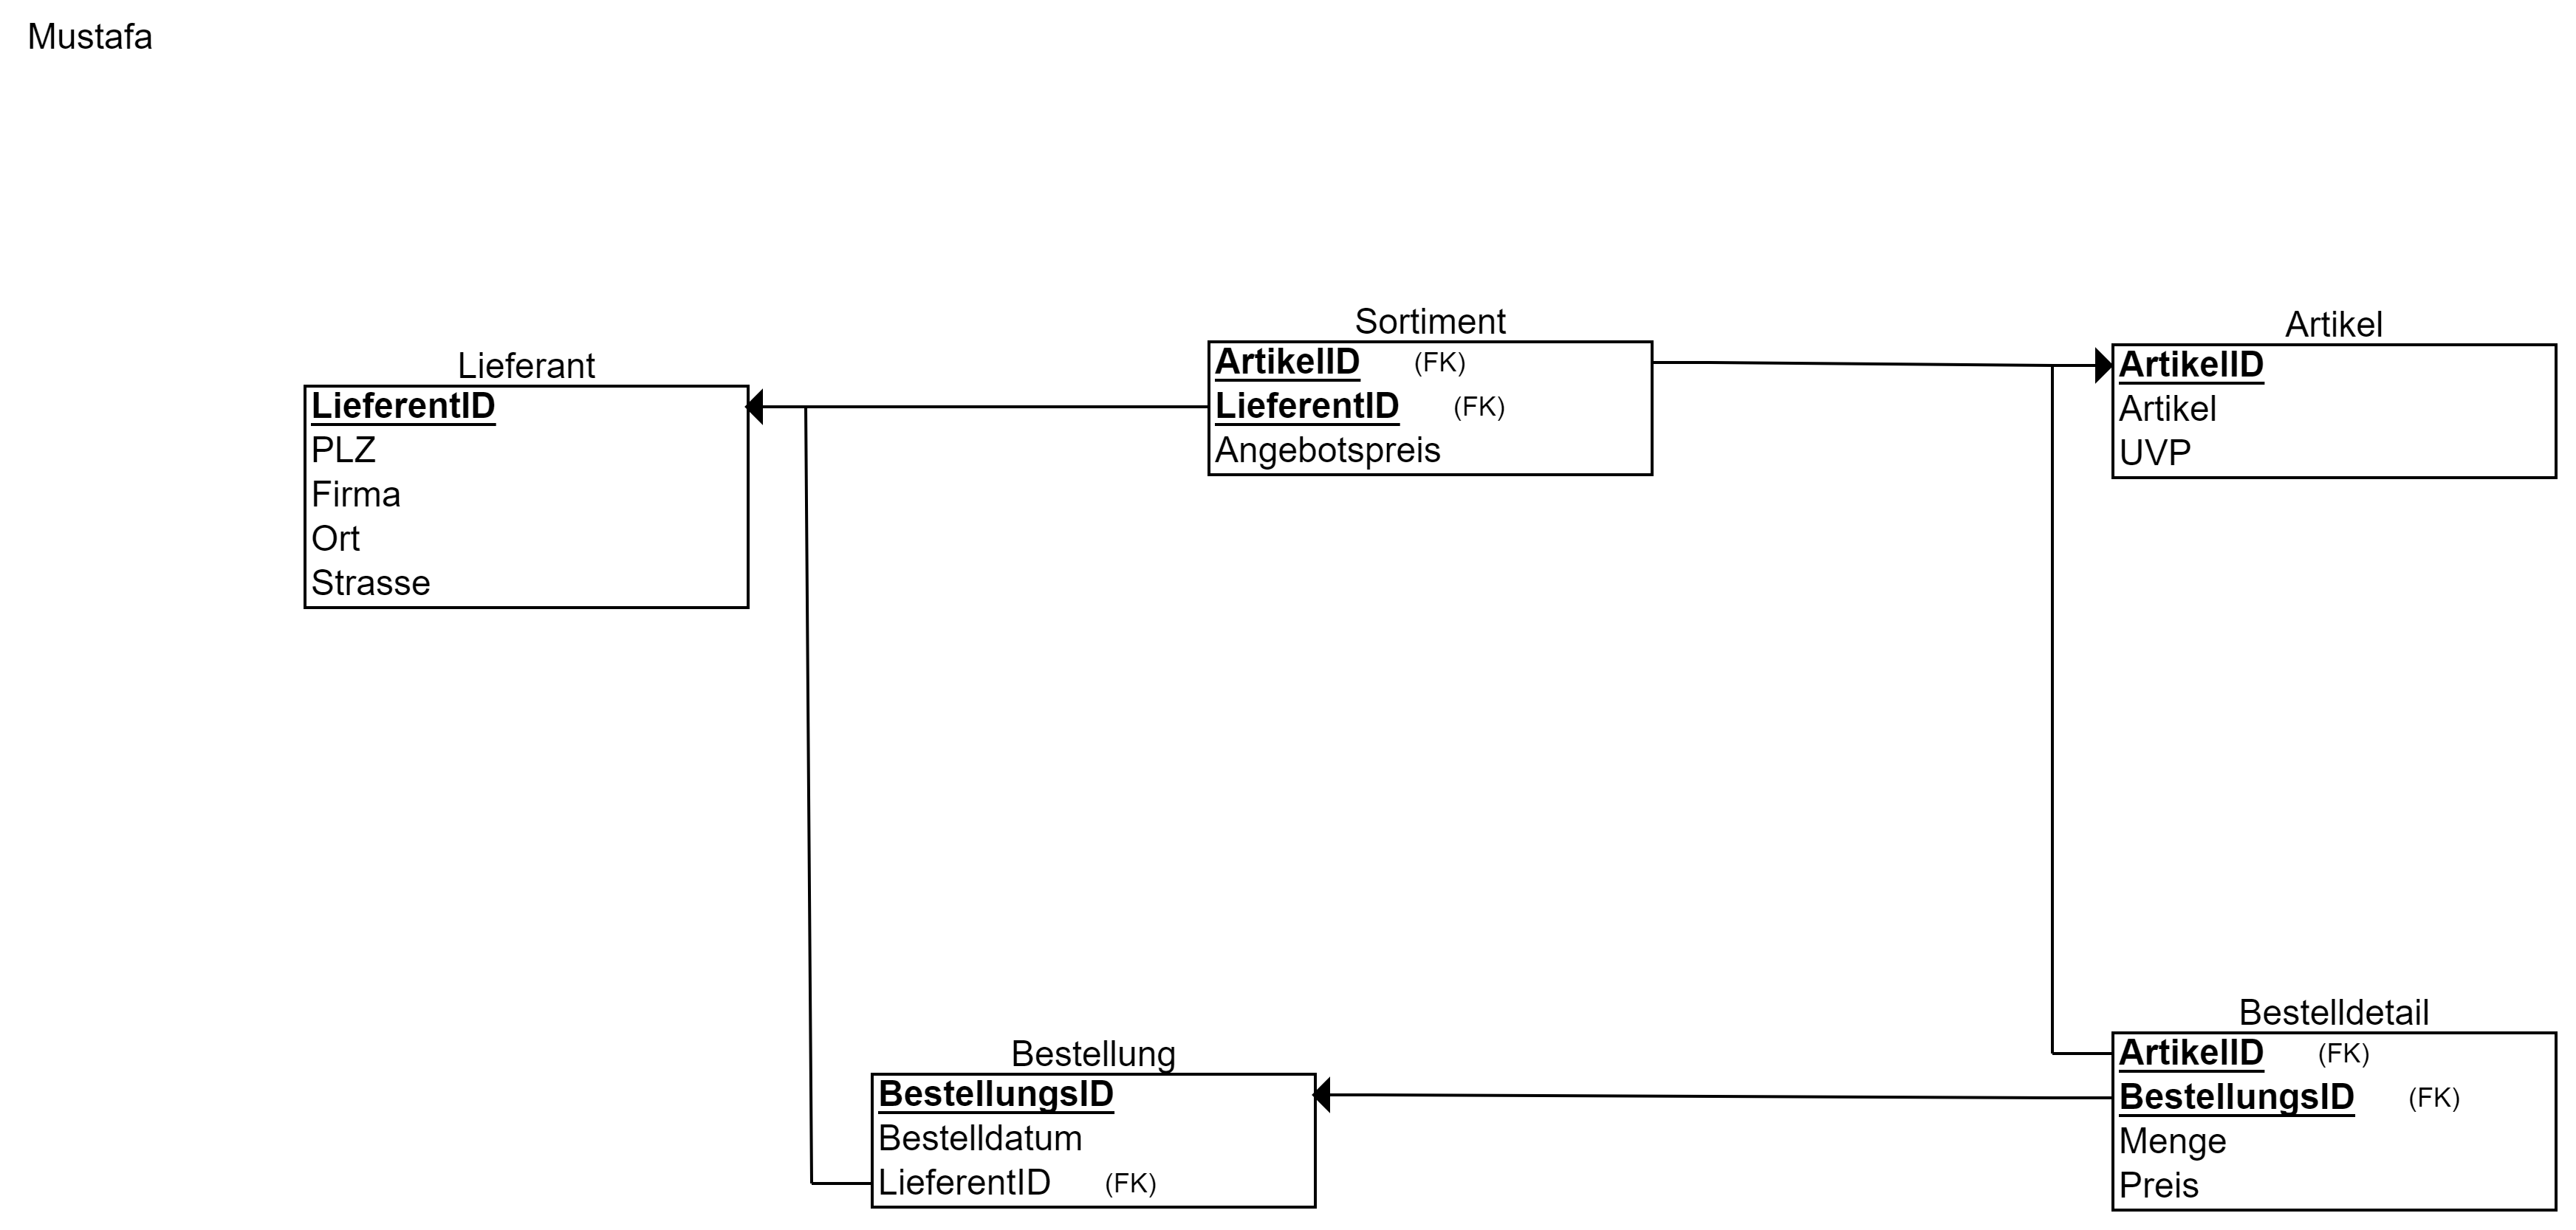 Mustafa
Lieferant
LieferentID
PLZ
Firma
Ort
Strasse
Sortiment
ArtikelID (FK)
LieferentID (FK)
Angebotspreis
Artikel
ArtikelID
Artikel
UVP
Bestellung
BestellungsID
Bestelldatum
LieferentID (FK)
Bestelldetail
ArtikelID (FK)
BestellungsID (FK)
Menge
Preis